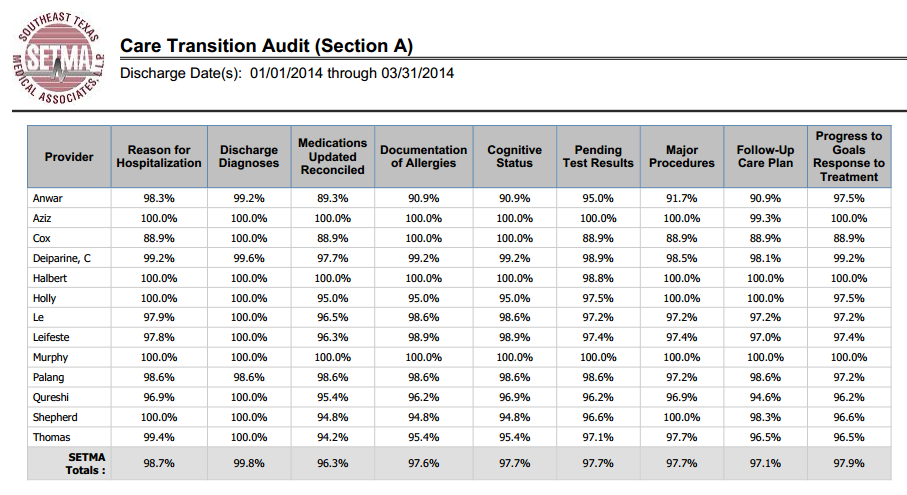 SOUTHEAST TEXAS
SETMA
MEDICAL ASSOCIATES, L.L.P.
Care Transition Audit (Section A)
Discharge Date(s): 01/01/2014 through 03/31/2014
Provider Reason for Hospitalization Discharge Diagnoses Medications Updated Reconciled Documentation of Allergies Cognitive Status Pending Test Results Major Procedures Follow-Up Care Plan Progress to Goals Response to Treatment
Anwar 98.3% 99.2% 89.3% 90.9% 90.9% 95.0% 91.7% 90.9% 97.5%
Aziz 100.0% 100.0% 100.0% 100.0% 100.0% 100.0% 100.0% 99.3% 100.0%
Cox 88.9% 100.0% 88.9% 100.0% 100.0% 88.9% 88.9% 88.9% 88.9%
Deiparine, C 99.2% 99.6% 97.7% 99.2% 99.2% 98.9% 98.5% 98.1% 99.2%
Halbert 100.0% 100.0% 100.0% 100.0% 100.0% 98.8% 100.0% 100.0% 100.0%
Holly 100.0% 100.0% 95.0% 95.0% 95.0% 97.5% 100.0% 100.0% 97.5%
Le 97.9% 100.0% 96.5% 98.6% 98.6% 97.2% 97.2% 97.2% 97.2%
Leifeste 97.8% 100.0% 96.3% 98.9% 98.9% 97.4% 97.4% 97.0% 97.4%
Murphy 100.0% 100.0% 100.0% 100.0% 100.0% 100.0% 100.0% 100.0% 100.0%
Palang 98.6% 98.6% 98.6% 98.6% 98.6% 98.6% 97.2% 98.6% 97.2%
Qureshi 96.9% 100.0% 95.4% 96.2% 96.9% 96.2% 96.9% 94.6% 96.2%
Shepherd 100.0% 100.0% 94.8% 94.8% 94.8% 96.6% 100.0% 98.3% 96.6%
Thomas 99.4% 100.0% 94.2% 95.4% 95.4% 97.1% 97.7% 96.5% 96.5%
SETMA Totals : 98.7% 99.8% 96.3% 97.6% 97.7% 97.7% 97.7% 97.1% 97.9%